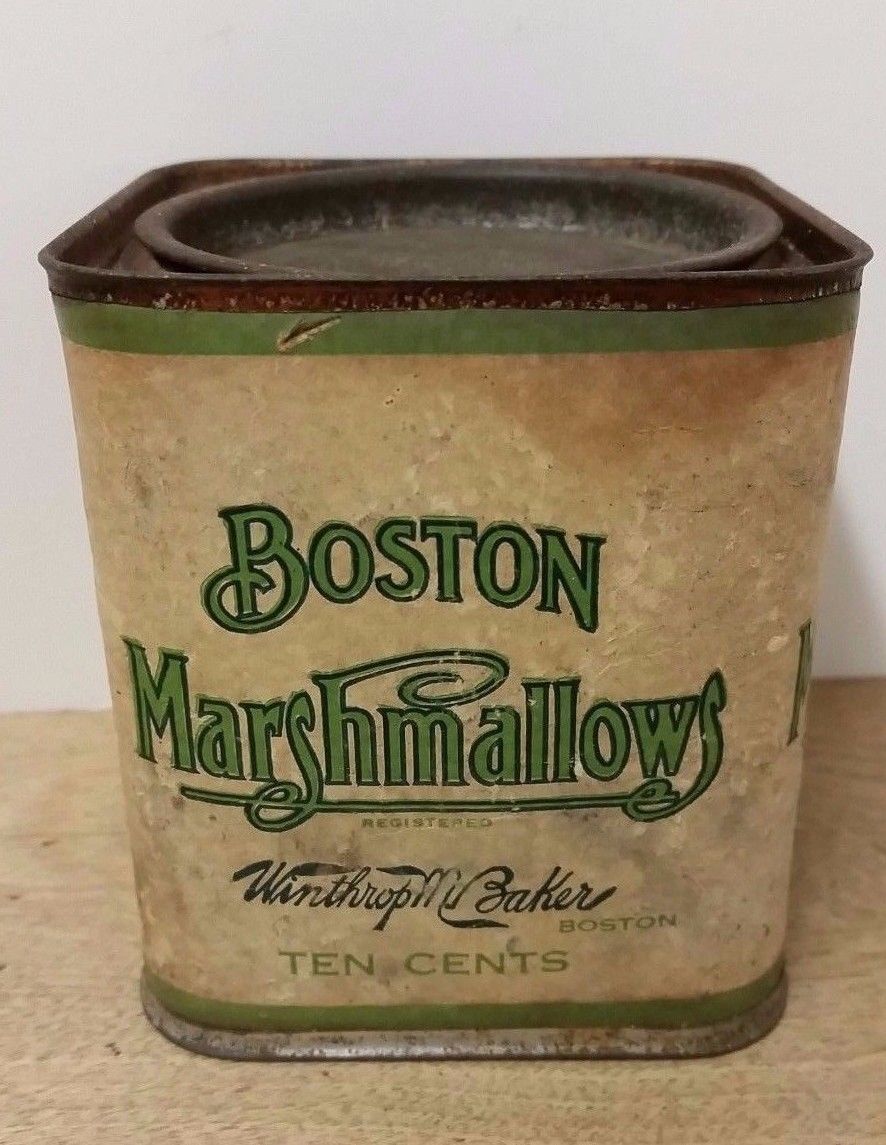 Boston
Marshmallows
REGISTERED
Winthrop M. Baker
BOSTON
TEN CENTS
M